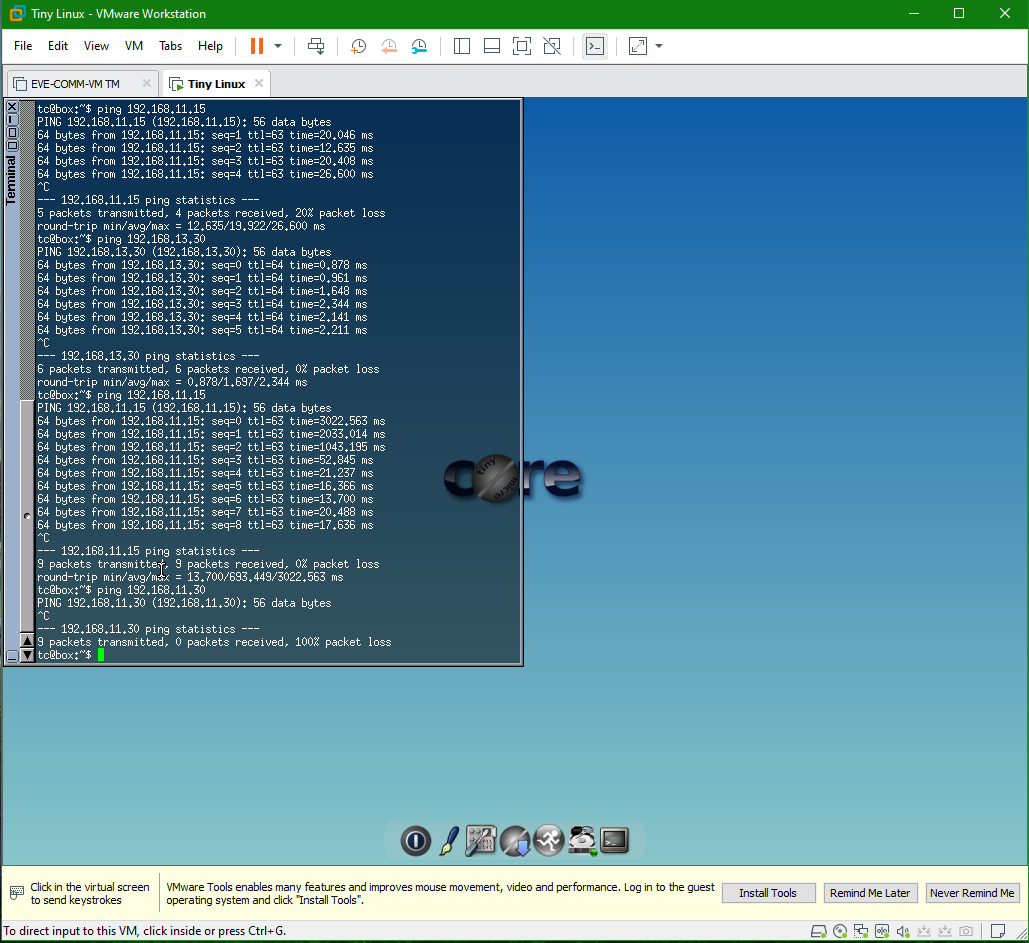 Tiny Linux - VMware Workstation
File Edit View VM Tabs Help
EVE-COMM-VM TM
Tiny Linux
Terminal
tc@box:~$ ping 192.168.11.15
PING 192.168.11.15 (192.168.11.15): 56 data bytes
64 bytes from 192.168.11.15: seq=1 ttl=63 time=20.046 ms
64 bytes from 192.168.11.15: seq=2 ttl=63 time=12.635 ms
64 bytes from 192.168.11.15: seq=3 ttl=63 time=20.408 ms
64 bytes from 192.168.11.15: seq=4 ttl=63 time=26.600 ms
^C
--- 192.168.11.15 ping statistics ---
5 packets transmitted, 4 packets received, 20% packet loss
round-trip min/avg/max = 12.635/19.922/26.600 ms
tc@box:~$ ping 192.168.13.30
PING 192.168.13.30 (192.168.13.30): 56 data bytes
64 bytes from 192.168.13.30: seq=0 ttl=64 time=0.878 ms
64 bytes from 192.168.13.30: seq=1 ttl=64 time=0.961 ms
64 bytes from 192.168.13.30: seq=2 ttl=64 time=1.648 ms
64 bytes from 192.168.13.30: seq=3 ttl=64 time=2.344 ms
64 bytes from 192.168.13.30: seq=4 ttl=64 time=2.141 ms
64 bytes from 192.168.13.30: seq=5 ttl=64 time=2.211 ms
^C
--- 192.168.13.30 ping statistics ---
6 packets transmitted, 6 packets received, 0% packet loss
round-trip min/avg/max = 0.878/1.697/2.344 ms
tc@box:~$ ping 192.168.11.15
PING 192.168.11.15 (192.168.11.15): 56 data bytes
64 bytes from 192.168.11.15: seq=0 ttl=63 time=3022.563 ms
64 bytes from 192.168.11.15: seq=1 ttl=63 time=2033.014 ms
64 bytes from 192.168.11.15: seq=2 ttl=63 time=1043.195 ms
64 bytes from 192.168.11.15: seq=3 ttl=63 time=52.845 ms
64 bytes from 192.168.11.15: seq=4 ttl=63 time=21.237 ms
64 bytes from 192.168.11.15: seq=5 ttl=63 time=16.366 ms
64 bytes from 192.168.11.15: seq=6 ttl=63 time=13.700 ms
64 bytes from 192.168.11.15: seq=7 ttl=63 time=20.488 ms
64 bytes from 192.168.11.15: seq=8 ttl=63 time=17.636 ms
^C
--- 192.168.11.15 ping statistics ---
9 packets transmitted, 9 packets received, 0% packet loss
round-trip min/avg/max = 13.700/693.449/3022.563 ms
tc@box:~$ ping 192.168.11.30
PING 192.168.11.30 (192.168.11.30): 56 data bytes
^C
--- 192.168.11.30 ping statistics ---
9 packets transmitted, 0 packets received, 100% packet loss
tc@box:~$
core
tiny
micro
Click in the virtual screen
to send keystrokes
VMware Tools enables many features and improves mouse movement, video and performance. Log in to the guest
operating system and click "Install Tools".
Install Tools
Remind Me Later
Never Remind Me
To direct input to this VM, click inside or press Ctrl+G.